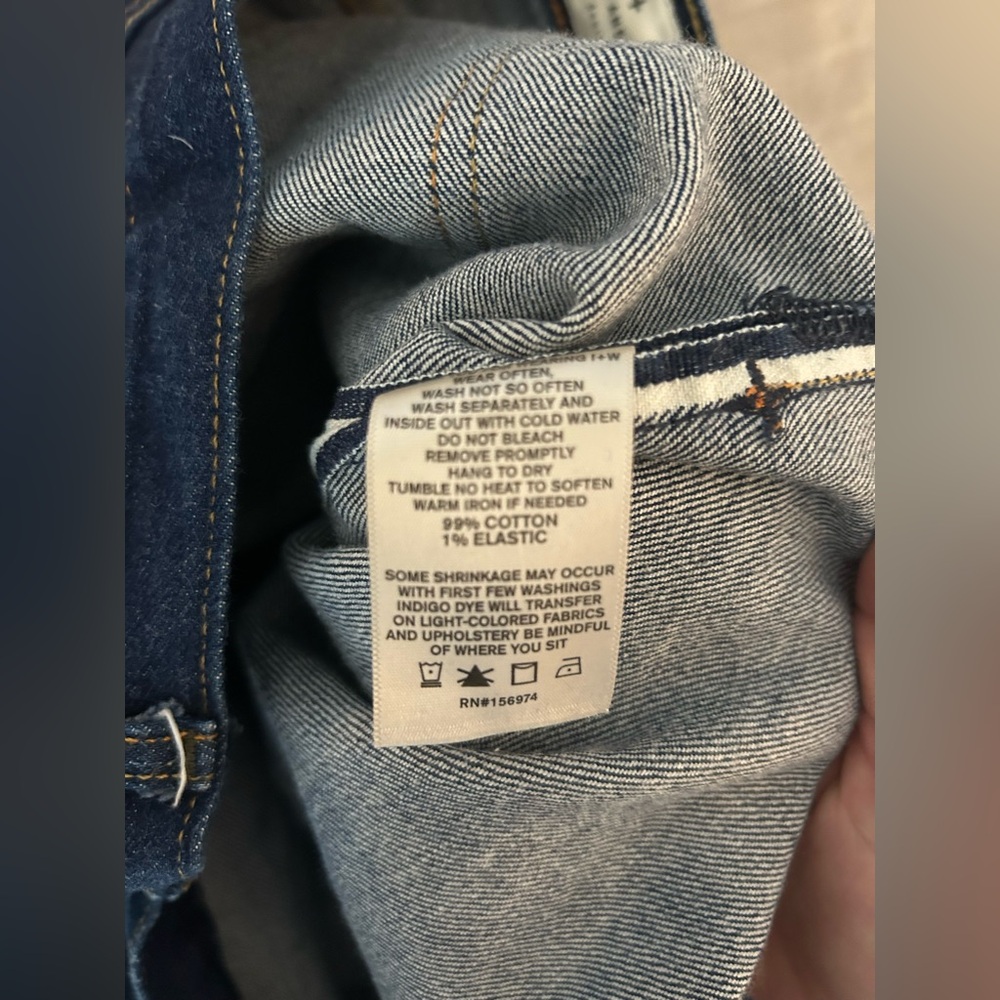 I+W
WEAR OFTEN,
WASH NOT SO OFTEN
WASH SEPARATELY AND
INSIDE OUT WITH COLD WATER
DO NOT BLEACH
REMOVE PROMPTLY
HANG TO DRY
TUMBLE NO HEAT TO SOFTEN
WARM IRON IF NEEDED
99% COTTON
1% ELASTIC
SOME SHRINKAGE MAY OCCUR
WITH FIRST FEW WASHINGS
INDIGO DYE WILL TRANSFER
ON LIGHT-COLORED FABRICS
AND UPHOLSTERY BE MINDFUL
OF WHERE YOU SIT
RN#156974